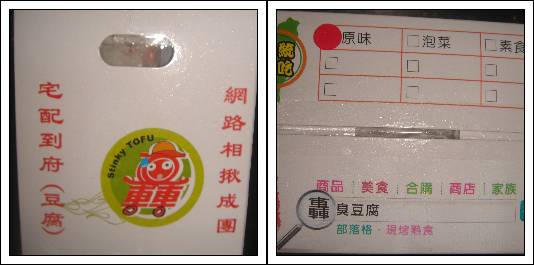 網路相揪成團
宅配到府(豆腐)
Stinky TOFU
原味 □泡菜 □素食
商品 美食 合購 商店 家族
轟 臭豆腐
部落格·現烤熟食